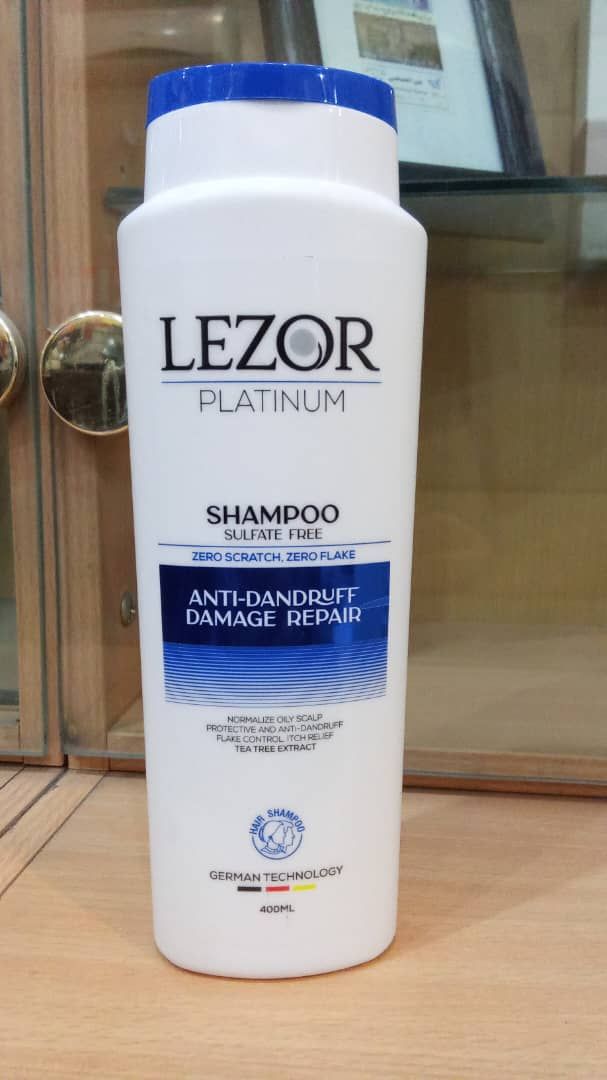 LEZOR
PLATINUM
SHAMPOO
SULFATE FREE
ZERO SCRATCH, ZERO FLAKE
ANTI-DANDRUFF
DAMAGE REPAIR
NORMALIZE OILY SCALP
PROTECTIVE AND ANTI-DANDRUFF
FLAKE CONTROL, ITCH RELIEF
TEA TREE EXTRACT
HAIR SHAMPOO
GERMAN TECHNOLOGY
400ML